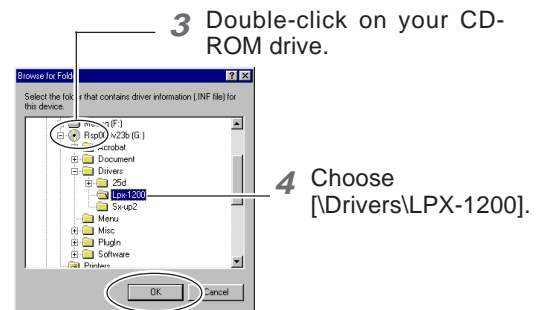 3 Double-click on your CD-
ROM drive.
Browse for Fold
Select the folder that contains driver information (.INF file) for
this device.
(F:)
(G:)
Acrobat
Document
Drivers
25d
Lpx-1200
Sx-up2
Menu
Misc
PlugIn
Software
Printers
OK
Cancel
4 Choose
[\Drivers\LPX-1200].